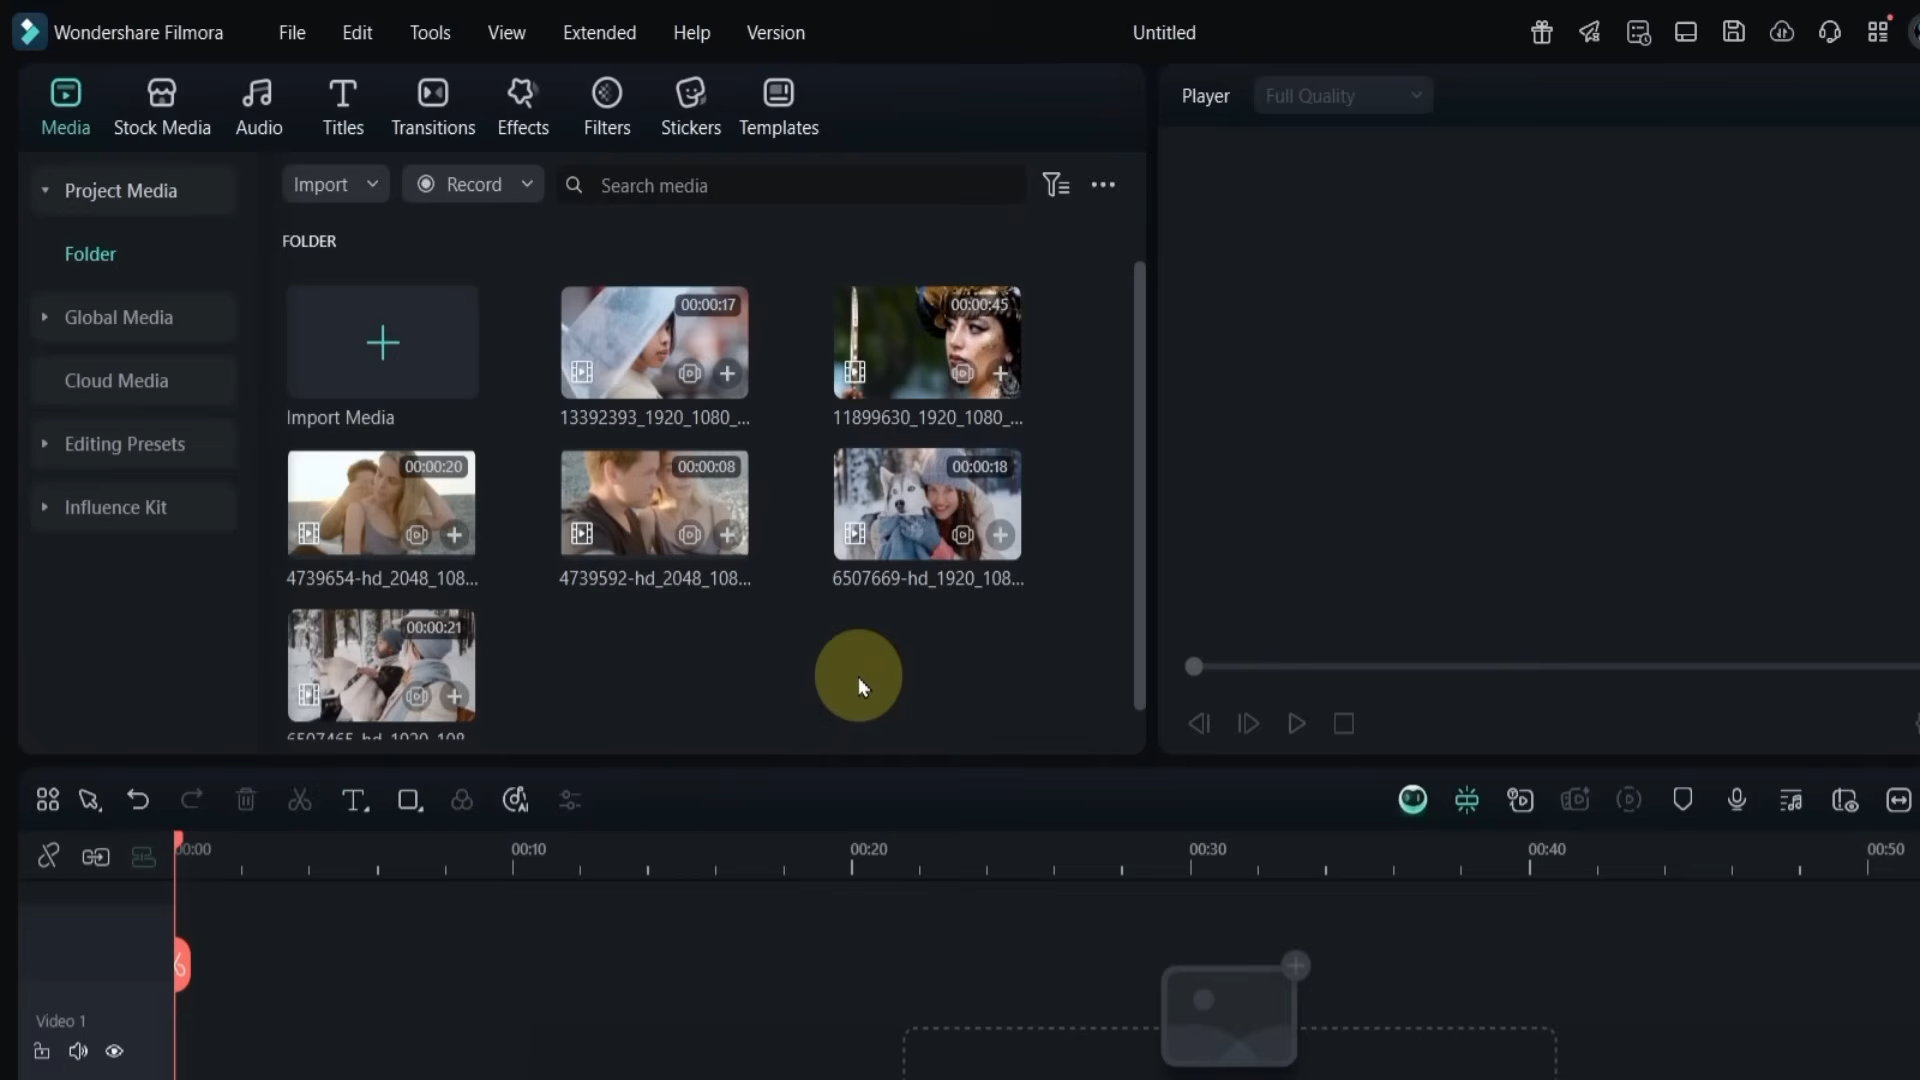 Wondershare Filmora File Edit Tools View Extended Help Version Untitled
Media Stock Media Audio Titles Transitions Effects Filters Stickers Templates
Player Full Quality
Project Media
Folder
Global Media
Cloud Media
Editing Presets
Influence Kit
Import Record Search media
FOLDER
00:00:17 00:00:45
Import Media 13392393_1920_1080_... 11899630_1920_1080_...
00:00:20 00:00:08 00:00:18
4739654-hd_2048_108... 4739592-hd_2048_108... 6507669-hd_1920_108...
00:00:21
6507465-hd_1920_108...
00:00 00:10 00:20 00:30 00:40 00:50
Video 1